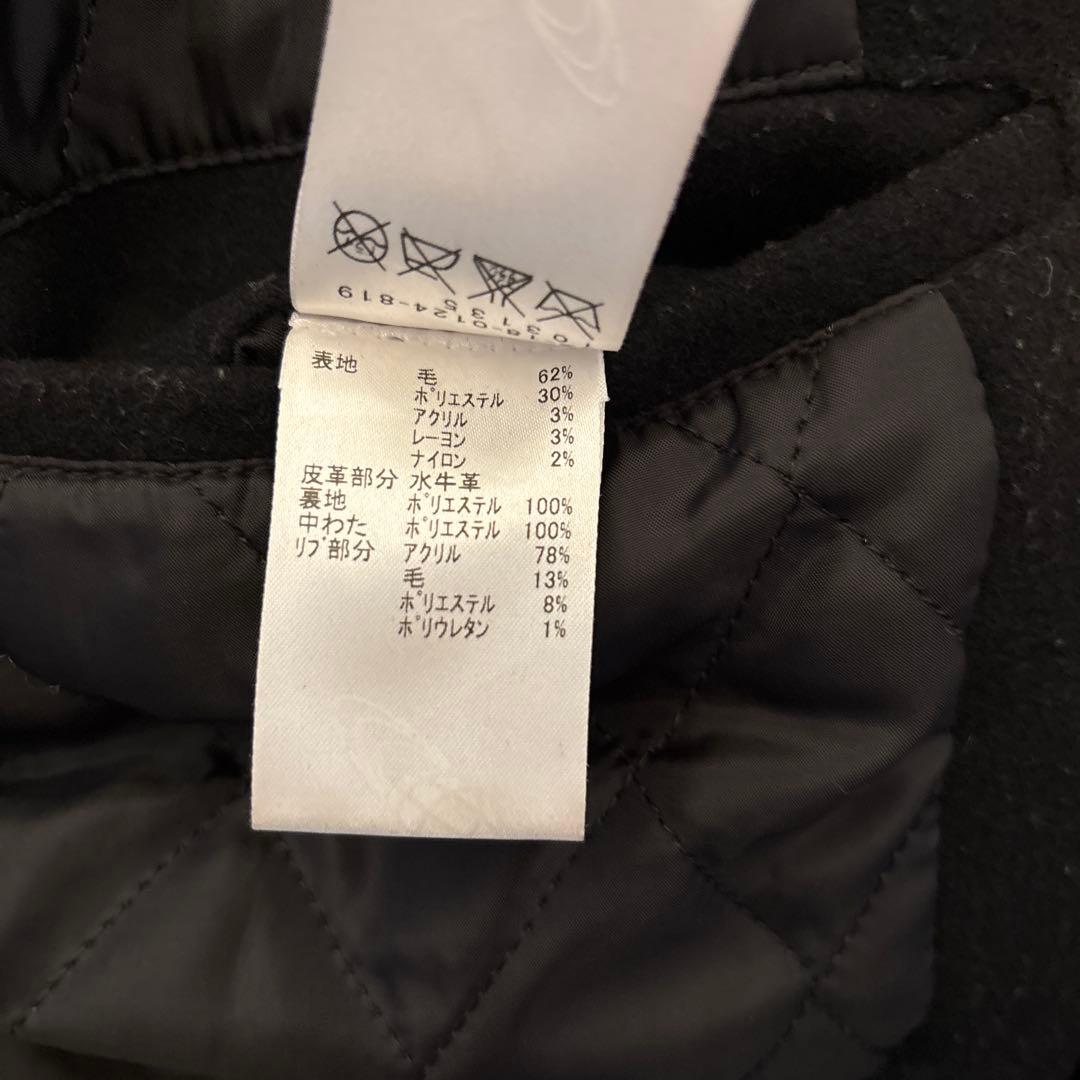 18-0124-819
表地 毛 62%
ポリエステル 30%
アクリル 3%
レーヨン 3%
ナイロン 2%
皮革部分 水牛革
裏地 ポリエステル 100%
中わた ポリエステル 100%
リブ部分 アクリル 78%
毛 13%
ポリエステル 8%
ポリウレタン 1%